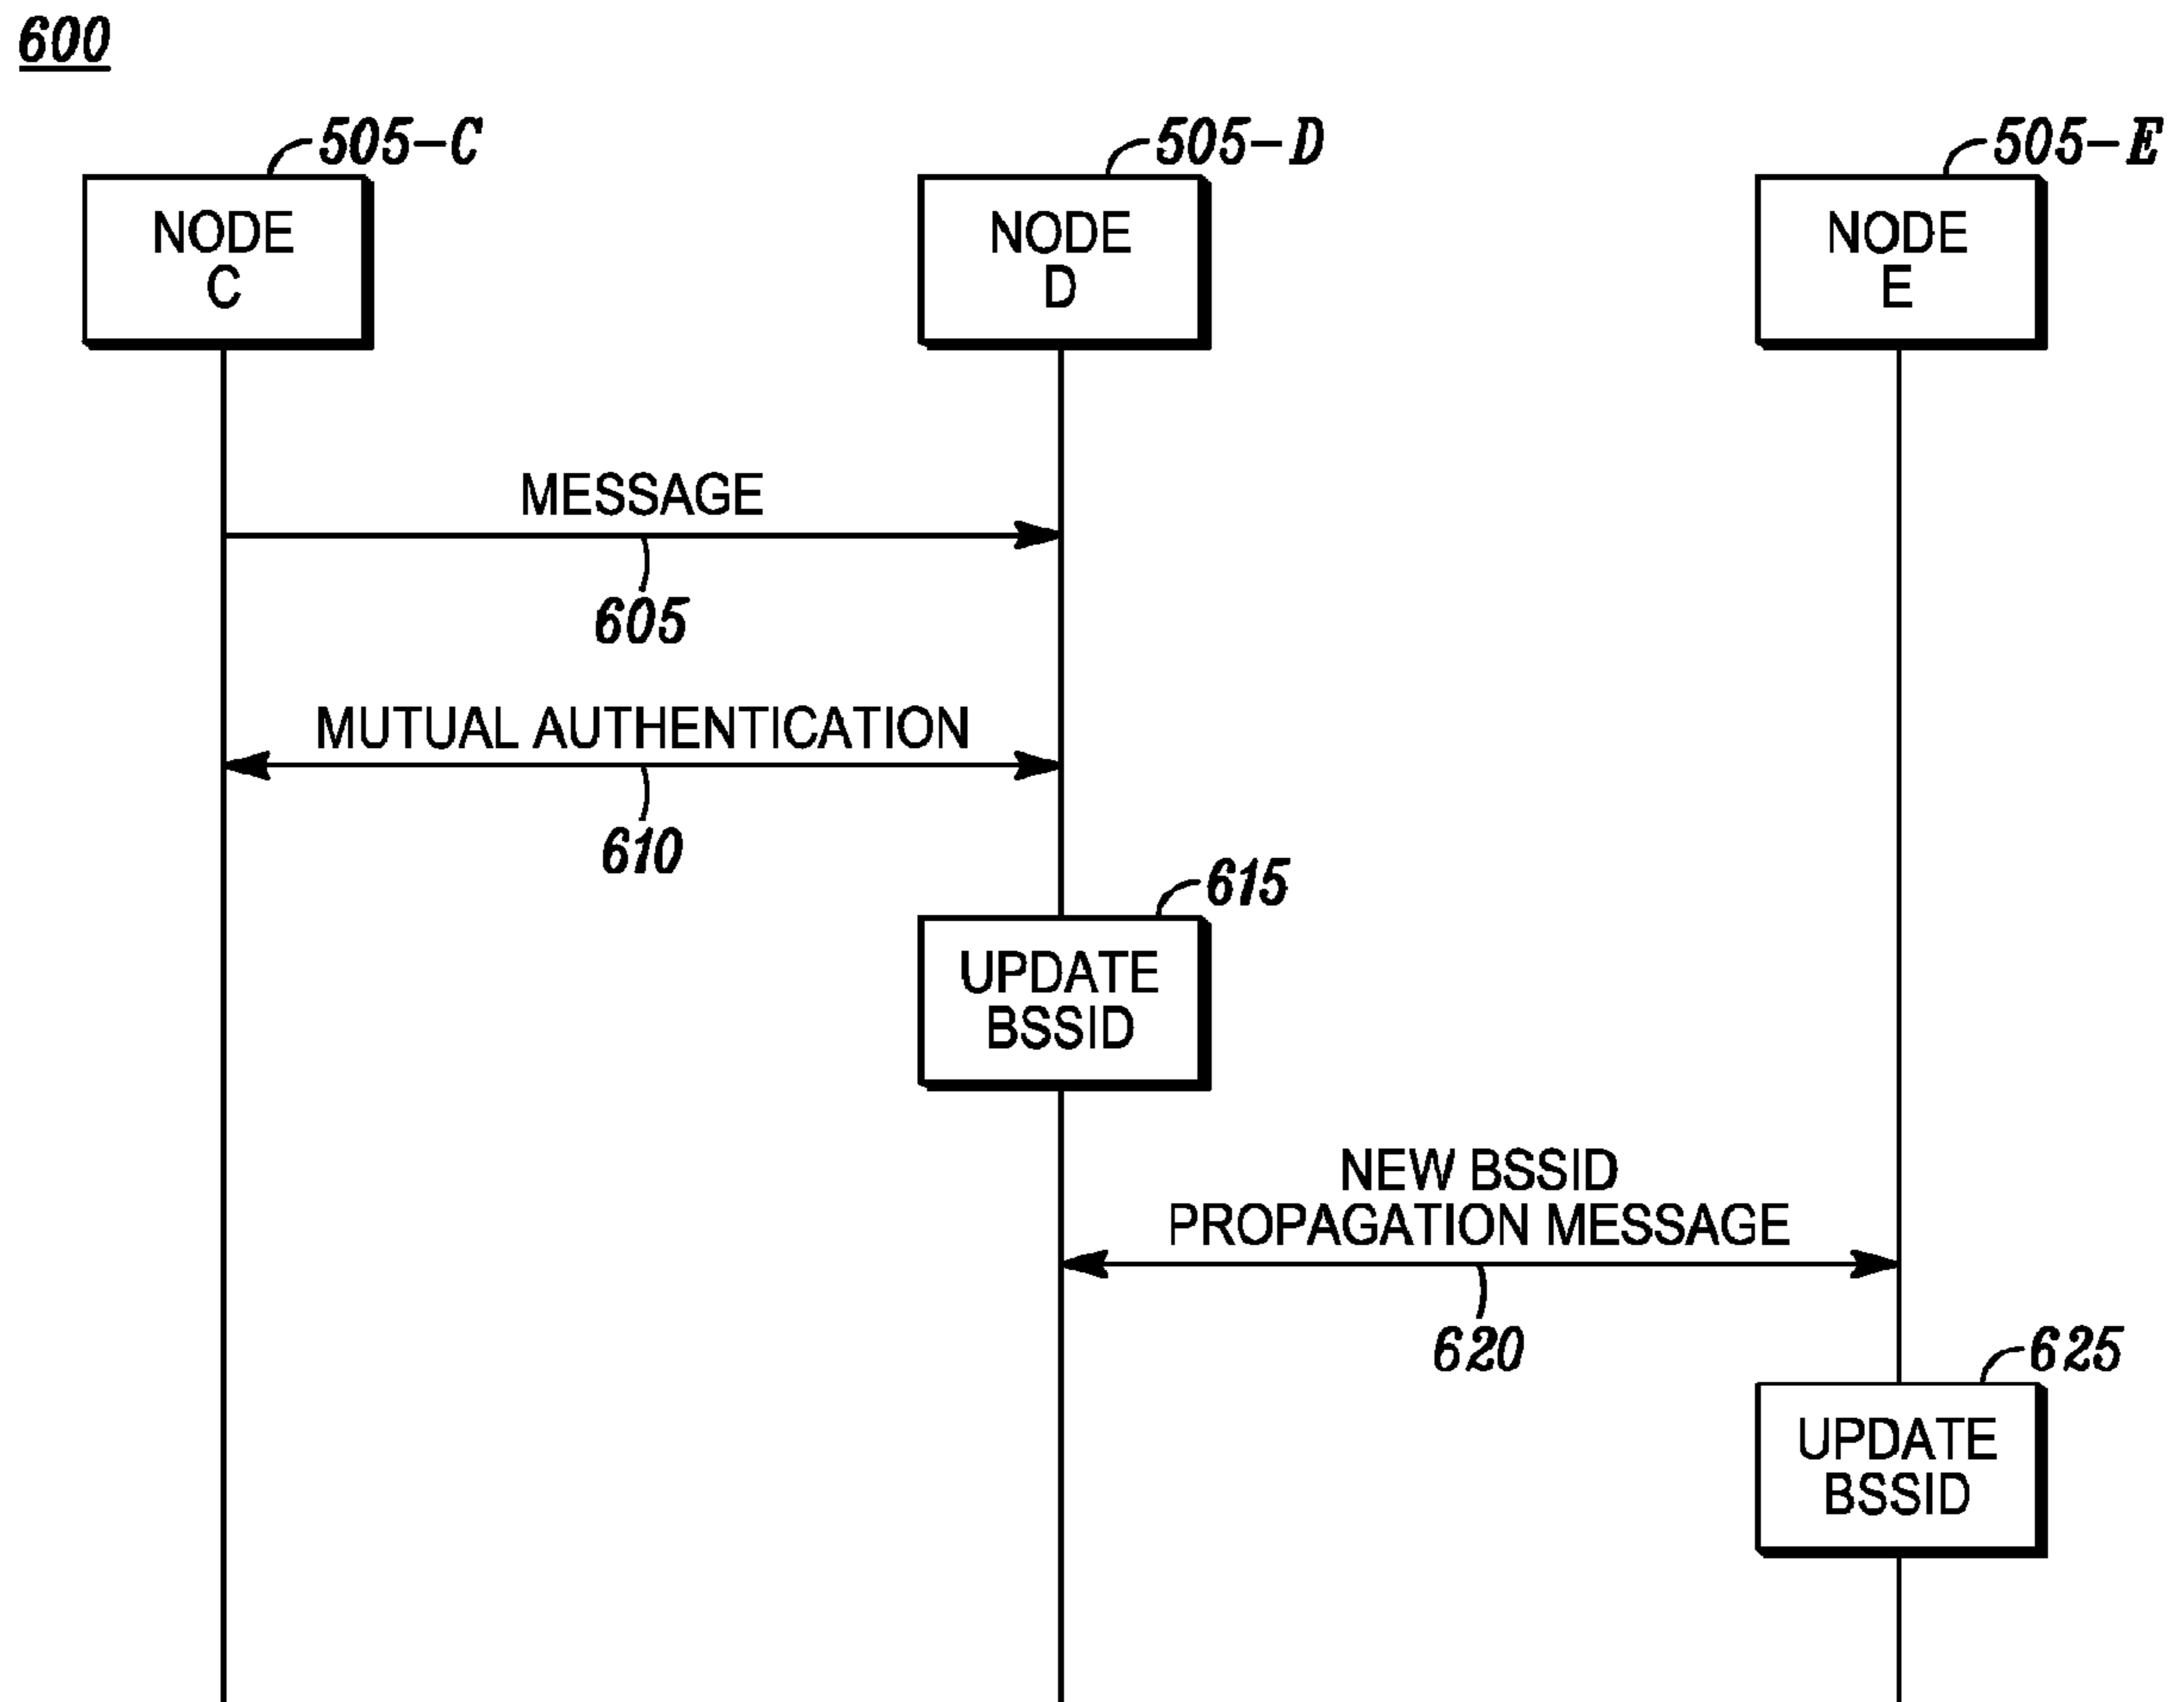 600
505-C
505-D
505-E
NODE
C
NODE
D
NODE
E
MESSAGE
605
MUTUAL AUTHENTICATION
610
615
UPDATE
BSSID
NEW BSSID
PROPAGATION MESSAGE
620
625
UPDATE
BSSID